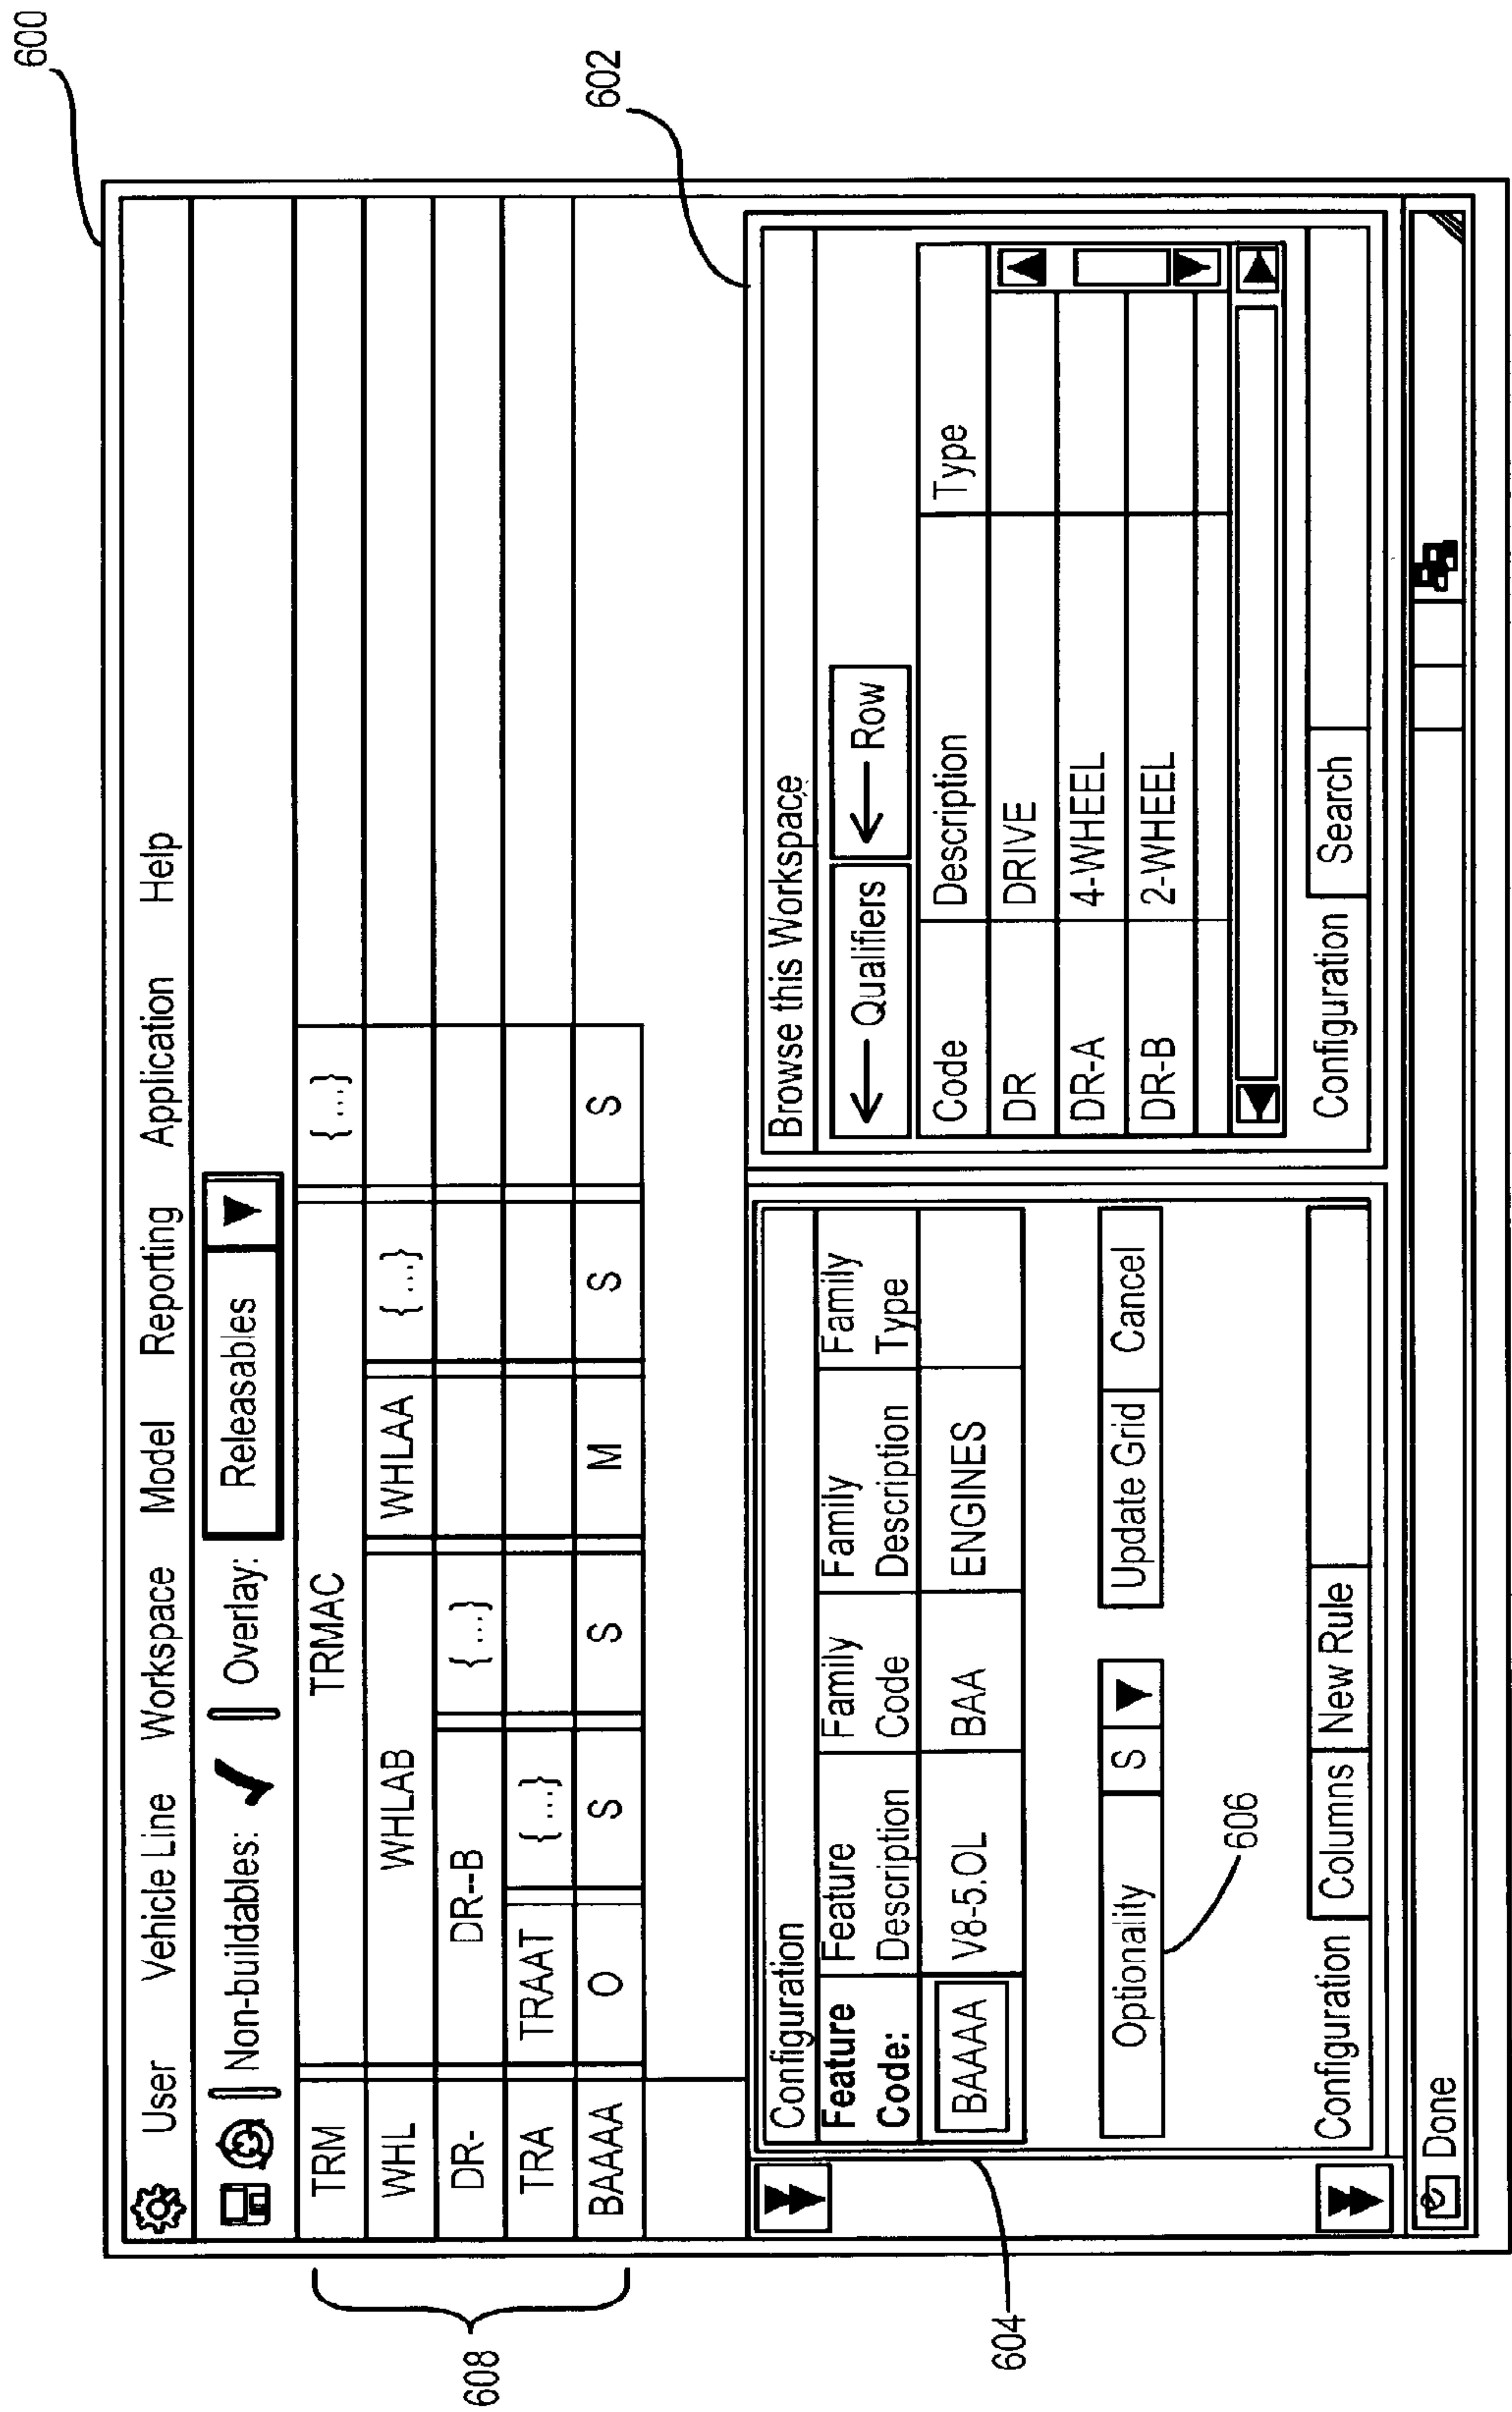 600
User Vehicle Line Workspace Model Reporting Application Help
Non-buildables: Overlay: Releasables
TRM TRMAC {...}
WHL WHLAB WHLAA {...}
DR- DR--B {...}
TRA TRAAT {...}
BAAAA O S S M S S
608
602
Configuration
Feature Code: Feature Description Family Code Family Description Family Type
BAAAA V8-5.OL BAA ENGINES
Optionality S Update Grid Cancel
606
Configuration Columns New Rule
604
Browse this Workspace
Qualifiers Row
Code Description Type
DR DRIVE
DR-A 4-WHEEL
DR-B 2-WHEEL
Configuration Search
Done